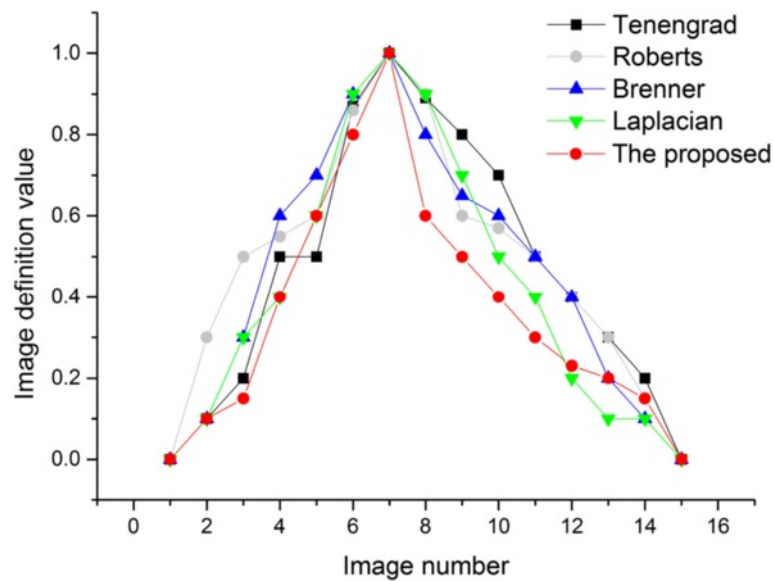 Tenengrad
Roberts
Brenner
Laplacian
The proposed
Image definition value
1.0
0.8
0.6
0.4
0.2
0.0
0 2 4 6 8 10 12 14 16
Image number